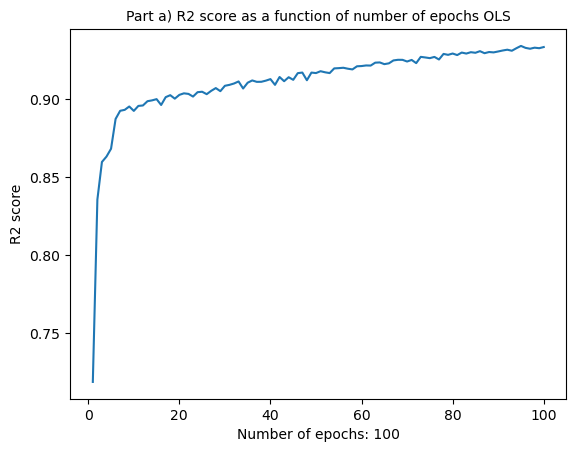 Part a) R2 score as a function of number of epochs OLS
R2 score
0.90
0.85
0.80
0.75
0 20 40 60 80 100
Number of epochs: 100